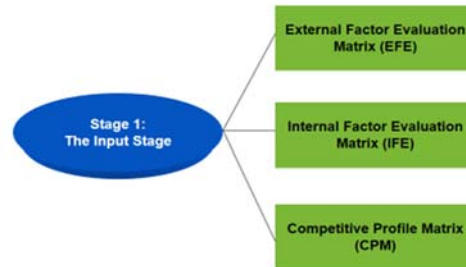 External Factor Evaluation
Matrix (EFE)
Stage 1:
The Input Stage
Internal Factor Evaluation
Matrix (IFE)
Competitive Profile Matrix
(CPM)